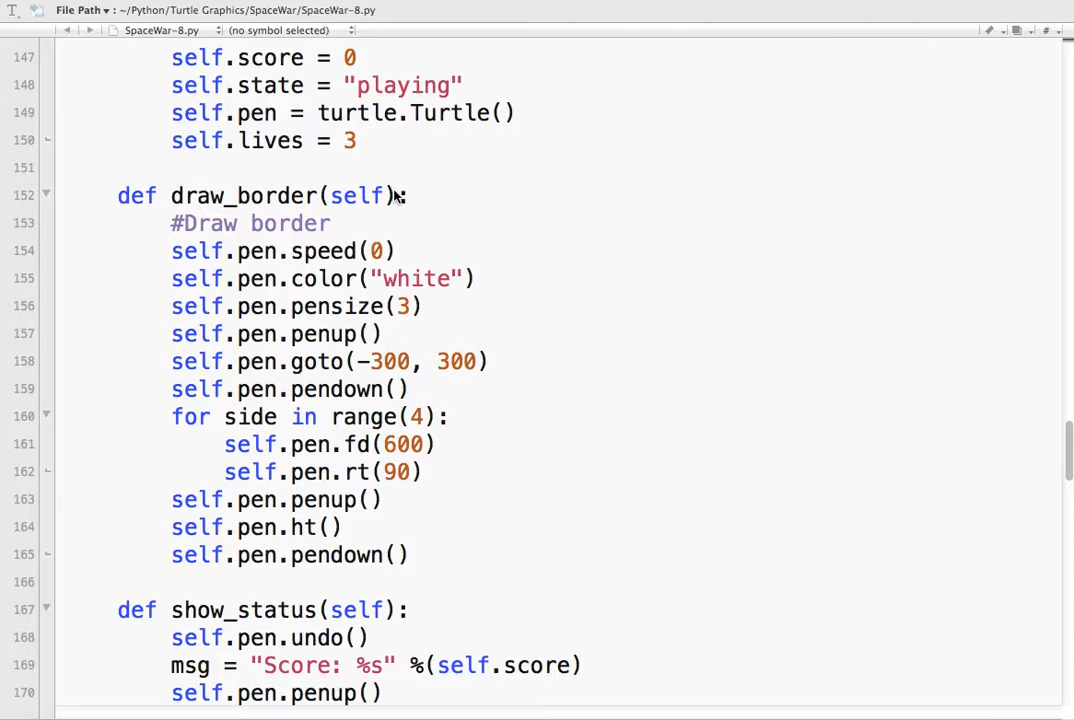 File Path ▾ : ~/Python/Turtle Graphics/SpaceWar/SpaceWar-8.py
SpaceWar-8.py (no symbol selected) #
147 self.score = 0
148 self.state = "playing"
149 self.pen = turtle.Turtle()
150 self.lives = 3
151
152 def draw_border(self):
153 #Draw border
154 self.pen.speed(0)
155 self.pen.color("white")
156 self.pen.pensize(3)
157 self.pen.penup()
158 self.pen.goto(-300, 300)
159 self.pen.pendown()
160 for side in range(4):
161 self.pen.fd(600)
162 self.pen.rt(90)
163 self.pen.penup()
164 self.pen.ht()
165 self.pen.pendown()
166
167 def show_status(self):
168 self.pen.undo()
169 msg = "Score: %s" %(self.score)
170 self.pen.penup()